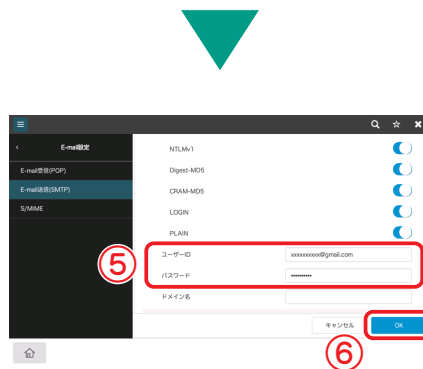 E-mail設定
NTLMv1
E-mail受信(POP)
Digest-MD5
E-mail送信(SMTP)
CRAM-MD5
S/MIME
LOGIN
PLAIN
⑤
ユーザーID
xxxxxxxxxx@gmail.com
パスワード
••••••••••
ドメイン名
キャンセル
OK
⑥